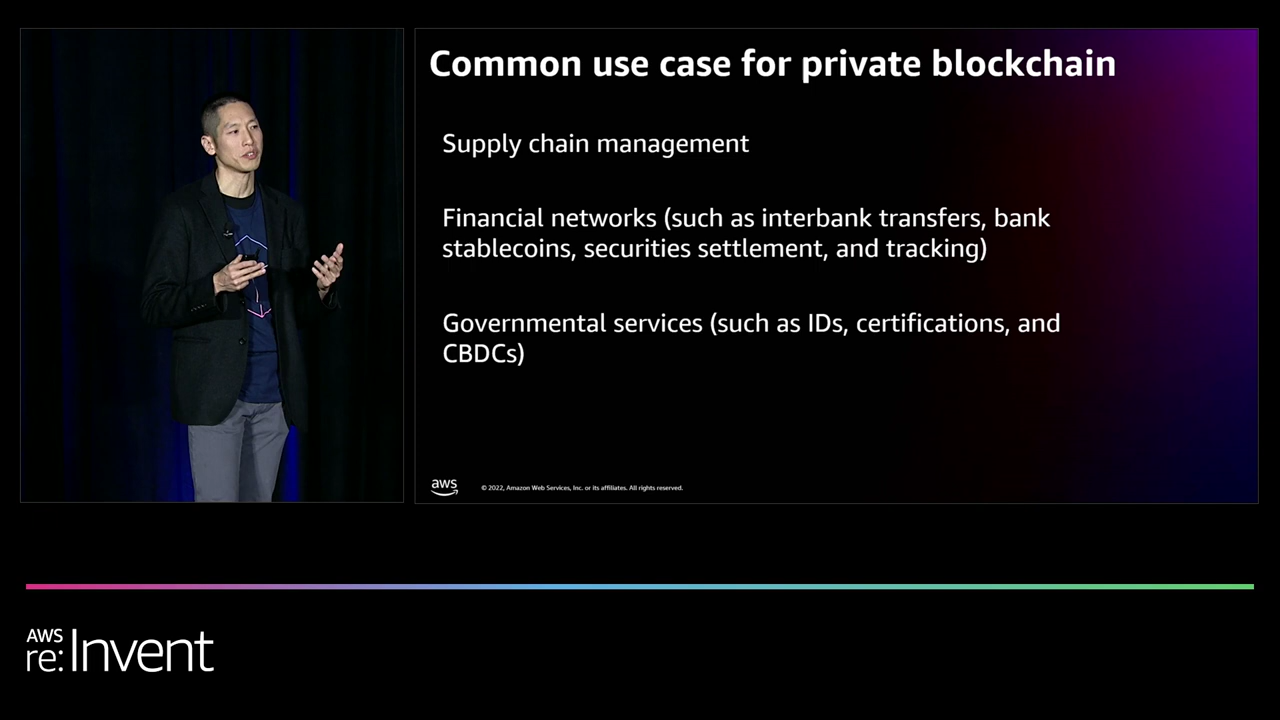 Common use case for private blockchain
Supply chain management
Financial networks (such as interbank transfers, bank
stablecoins, securities settlement, and tracking)
Governmental services (such as IDs, certifications, and
CBDCs)
aws
© 2022, Amazon Web Services, Inc. or its affiliates. All rights reserved.
AWS
re:Invent